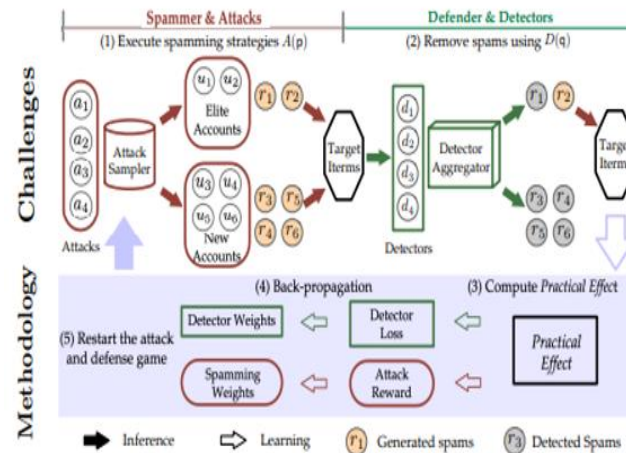 Spammer & Attacks
Defender & Detectors
(1) Execute spamming strategies A(p)
(2) Remove spams using D(q)
Challenges
a1
a2
a3
a4
Attacks
Attack
Sampler
u1 u2
Elite
Accounts
r1 r2
u3 u4
u5 u6
New
Accounts
r3 r5
r4 r6
Target
Iterms
d1
d2
d3
d4
Detectors
Detector
Aggregator
r1 r2
r3 r4
r5 r6
Target
Iterms
Methodology
(4) Back-propagation
(3) Compute Practical Effect
(5) Restart the attack
and defense game
Detector Weights
Detector
Loss
Practical
Effect
Spamming
Weights
Attack
Reward
Inference
Learning
r1 Generated spams
r3 Detected Spams